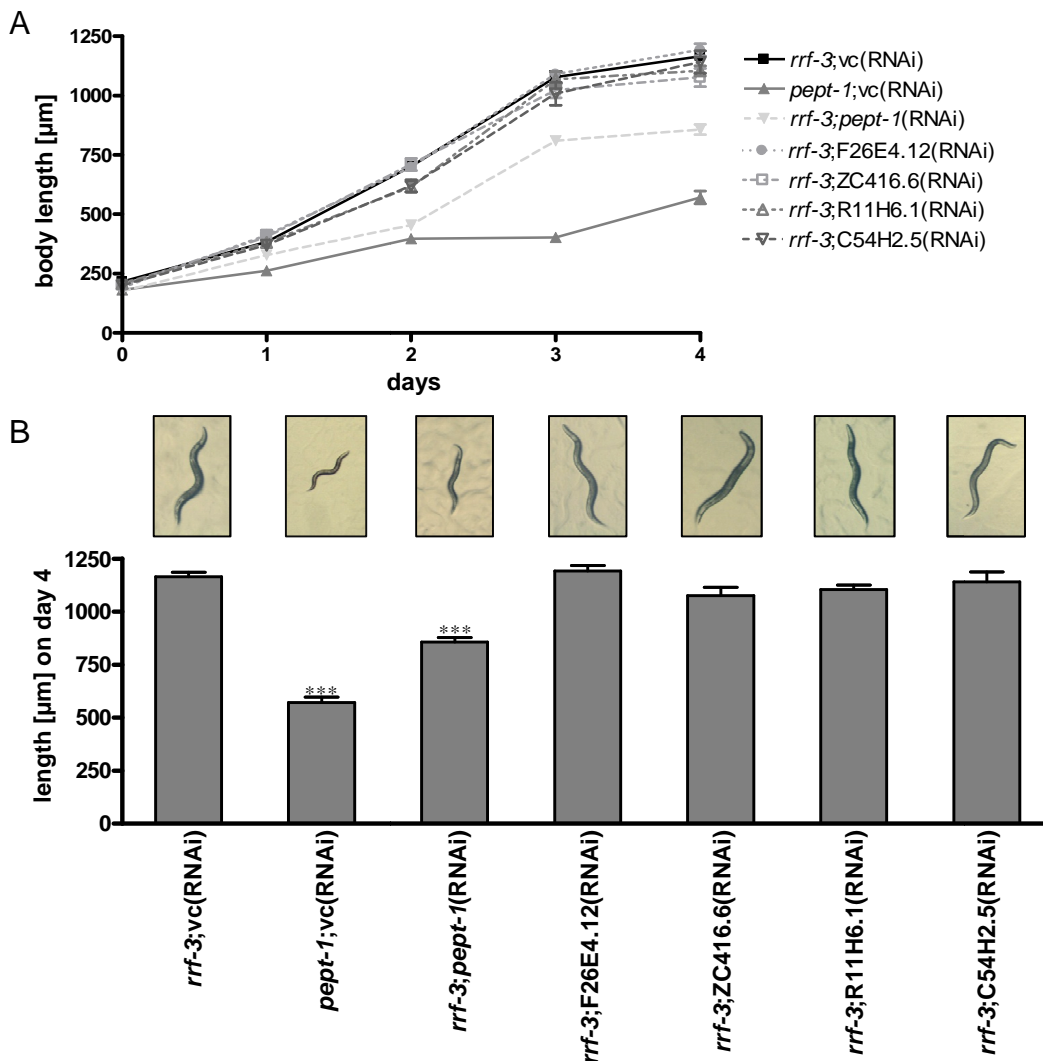 A
body length [µm]
1250
1000
750
500
250
0
0 1 2 3 4
days
rrf-3;vc(RNAi)
pept-1;vc(RNAi)
rrf-3;pept-1(RNAi)
rrf-3;F26E4.12(RNAi)
rrf-3;ZC416.6(RNAi)
rrf-3;R11H6.1(RNAi)
rrf-3;C54H2.5(RNAi)
B
length [µm] on day 4
1250
1000
750
500
250
0
***
***
rrf-3;vc(RNAi)
pept-1;vc(RNAi)
rrf-3;pept-1(RNAi)
rrf-3;F26E4.12(RNAi)
rrf-3;ZC416.6(RNAi)
rrf-3;R11H6.1(RNAi)
rrf-3;C54H2.5(RNAi)